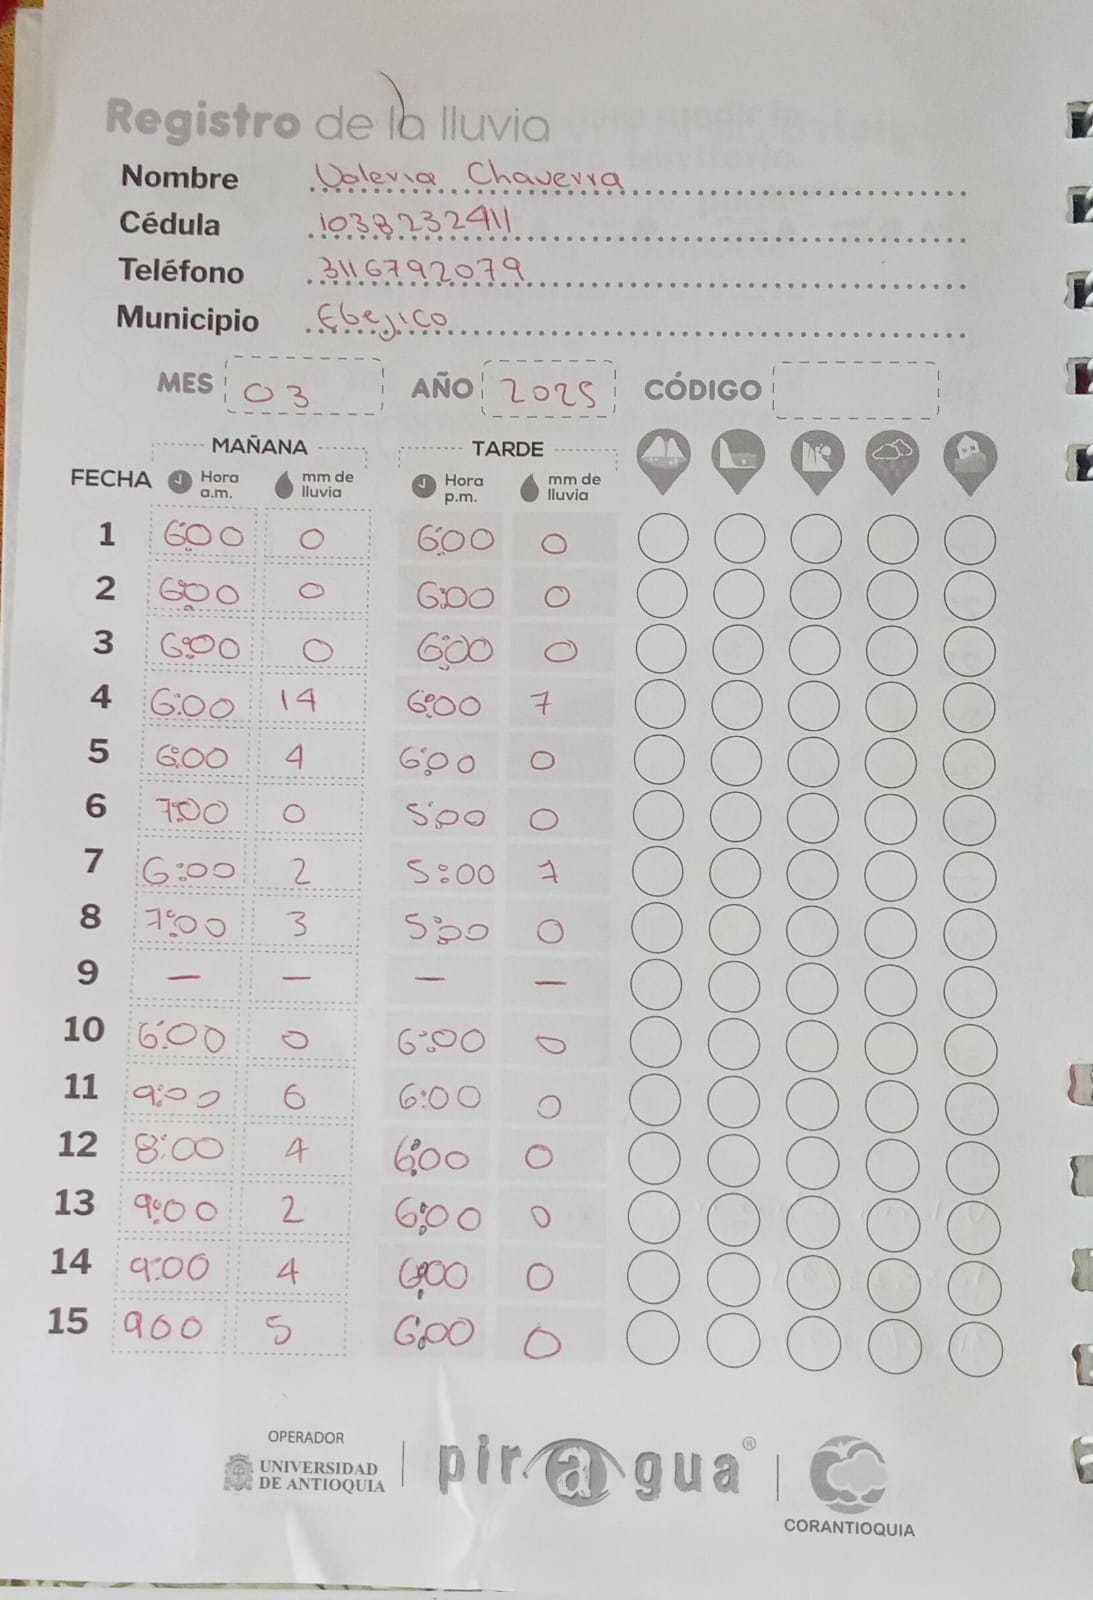 Registro de la lluvia
Nombre Valeria Chaverra
Cédula 1038232411
Teléfono 3116792079
Municipio Ebejico
MES 03 AÑO 2025 CÓDIGO
MAÑANA TARDE
FECHA Hora a.m. mm de lluvia Hora p.m. mm de lluvia
1 6:00 0 6:00 0
2 6:00 0 6:00 0
3 6:00 0 6:00 0
4 6:00 14 6:00 7
5 6:00 4 6:00 0
6 7:00 0 5:00 0
7 6:00 2 5:00 7
8 7:00 3 5:00 0
9 — — — —
10 6:00 0 6:00 0
11 9:00 6 6:00 0
12 8:00 4 6:00 0
13 9:00 2 6:00 0
14 9:00 4 6:00 0
15 900 5 6:00 0
OPERADOR
UNIVERSIDAD
DE ANTIOQUIA
piragua®
CORANTIOQUIA